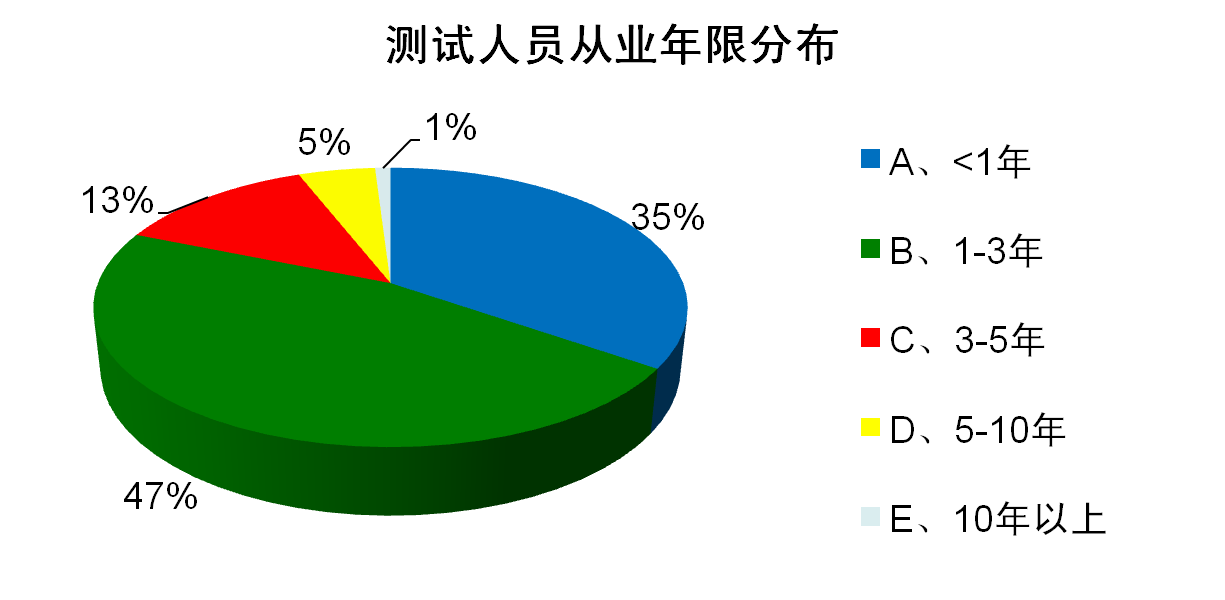 测试人员从业年限分布
1%
5%
13%
35%
47%
A、<1年
B、1-3年
C、3-5年
D、5-10年
E、10年以上